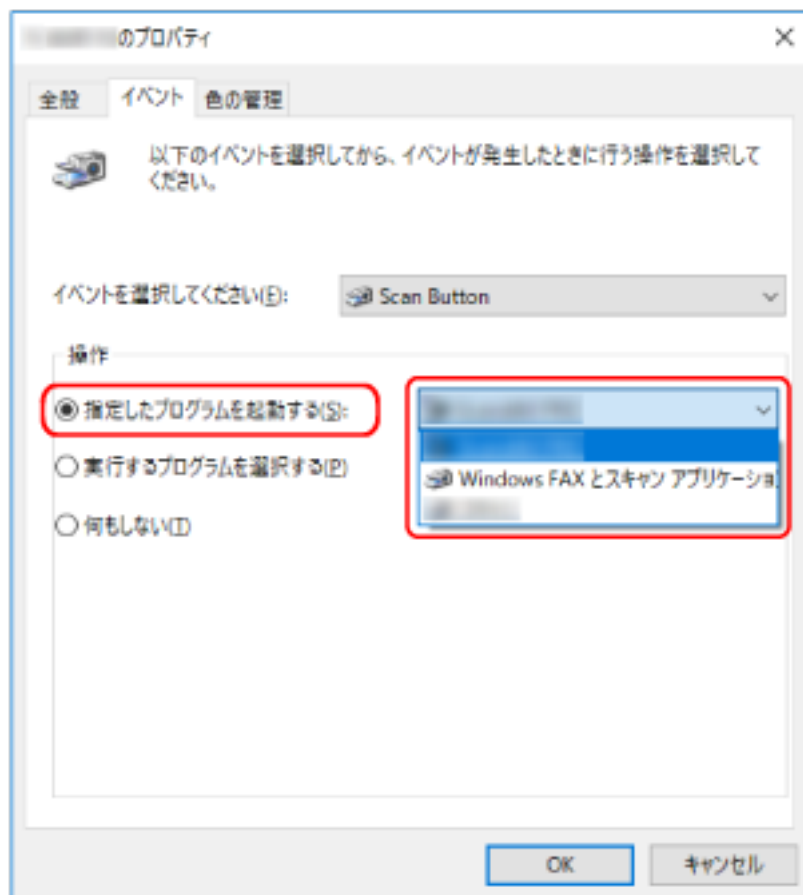 のプロパティ
全般 イベント 色の管理
以下のイベントを選択してから、イベントが発生したときに行う操作を選択して
ください。
イベントを選択してください(E): Scan Button
操作
指定したプログラムを起動する(S):
実行するプログラムを選択する(P)
Windows FAX とスキャン アプリケーショ
何もしない(T)
OK キャンセル